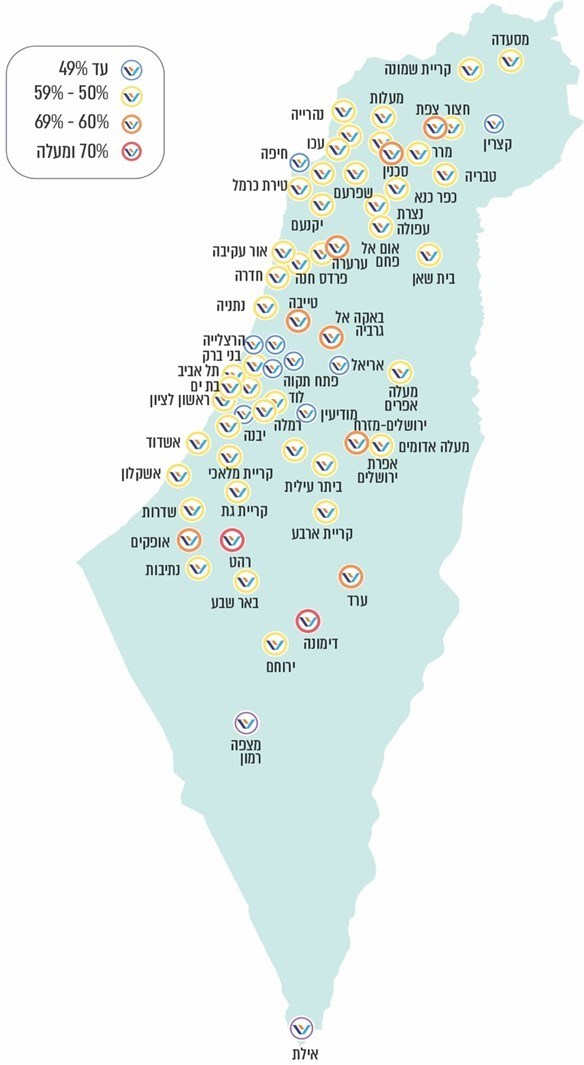 עד 49%
50% - 59%
60% - 69%
70% ומעלה
מסעדה
קריית שמונה
מעלות
נהרייה
חצור צפת
עכו
קצרין
חיפה
מרר
סכנין
טבריה
טירת כרמל
שפרעם
כפר כנא
נצרת
יקנעם
עפולה
אום אל
פחם
אור עקיבה
ערערה
פרדס חנה
בית שאן
חדרה
טייבה
נתניה
באקה אל
גרביה
הרצלייה
בני ברק
אריאל
תל אביב
פתח תקוה
בת ים
מעלה
אפרים
לוד
ראשון לציון
מודיעין
רמלה
ירושלים-מזרח
יבנה
אשדוד
מעלה אדומים
אפרת
ירושלים
קריית מלאכי
אשקלון
ביתר עילית
קריית גת
שדרות
קריית ארבע
אופקים
רהט
נתיבות
באר שבע
ערד
דימונה
ירוחם
מצפה
רמון
אילת